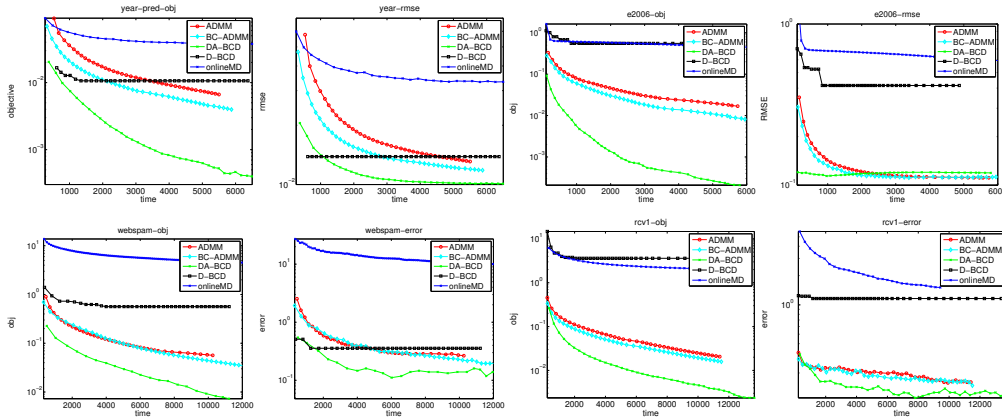 year-pred-obj
ADMM
BC-ADMM
DA-BCD
D-BCD
onlineMD
objective
10^-2
10^-3
1000 2000 3000 4000 5000 6000
time
year-rmse
ADMM
BC-ADMM
DA-BCD
D-BCD
onlineMD
rmse
10^-2
1000 2000 3000 4000 5000 6000
time
e2006-obj
ADMM
BC-ADMM
DA-BCD
D-BCD
onlineMD
obj
10^0
10^-1
10^-2
10^-3
1000 2000 3000 4000 5000 6000
time
e2006-rmse
ADMM
BC-ADMM
DA-BCD
D-BCD
onlineMD
RMSE
10^0
10^-1
1000 2000 3000 4000 5000 6000
time
webspam-obj
ADMM
BC-ADMM
DA-BCD
D-BCD
onlineMD
obj
10^1
10^0
10^-1
10^-2
2000 4000 6000 8000 10000 12000
time
webspam-error
ADMM
BC-ADMM
DA-BCD
D-BCD
onlineMD
error
10^1
10^0
10^-1
2000 4000 6000 8000 10000 12000
time
rcv1-obj
ADMM
BC-ADMM
DA-BCD
D-BCD
onlineMD
obj
10^1
10^0
10^-1
10^-2
2000 4000 6000 8000 10000 12000
time
rcv1-error
ADMM
BC-ADMM
DA-BCD
D-BCD
onlineMD
error
10^0
2000 4000 6000 8000 10000 12000
time